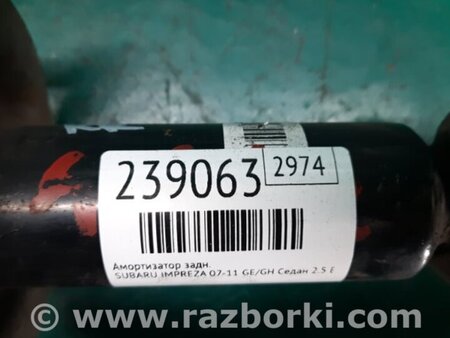 239063 2974
Амортизатор задн.
SUBARU IMPREZA 07-11 GE/GH Седан 2.5 Б
www.razborki.com